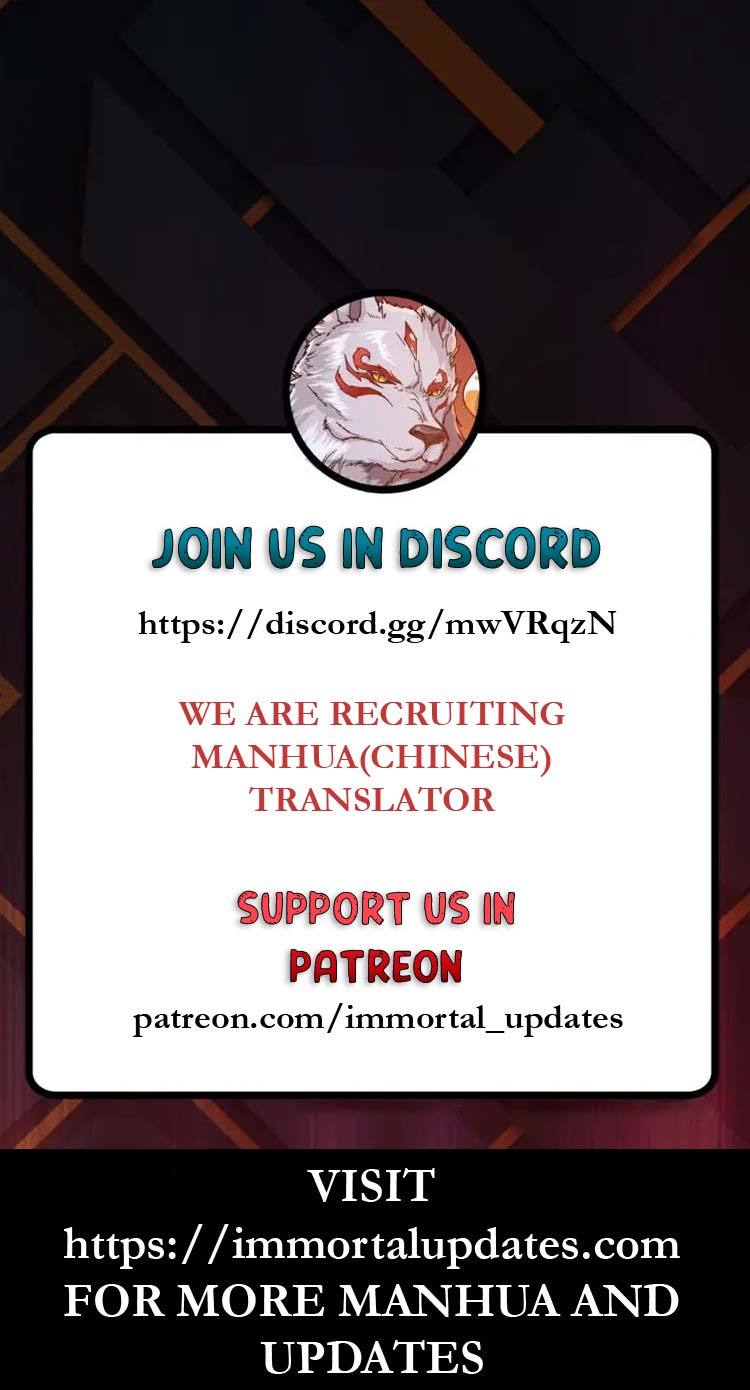 JOIN US IN DISCORD
https://discord.gg/mwVRqzN
WE ARE RECRUITING
MANHUA(CHINESE)
TRANSLATOR
SUPPORT US IN
PATREON
patreon.com/immortal_updates
VISIT
https://immortalupdates.com
FOR MORE MANHUA AND
UPDATES